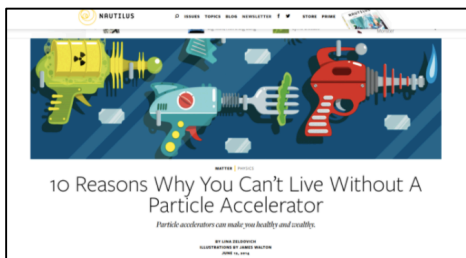 NAUTILUS
ISSUES TOPICS BLOG NEWSLETTER STORE PRIME
MATTER | PHYSICS
10 Reasons Why You Can't Live Without A
Particle Accelerator
Particle accelerators can make you healthy and wealthy.
BY LINA ZELDOVICH
ILLUSTRATIONS BY JAMES WALTON
JUNE 12, 2014